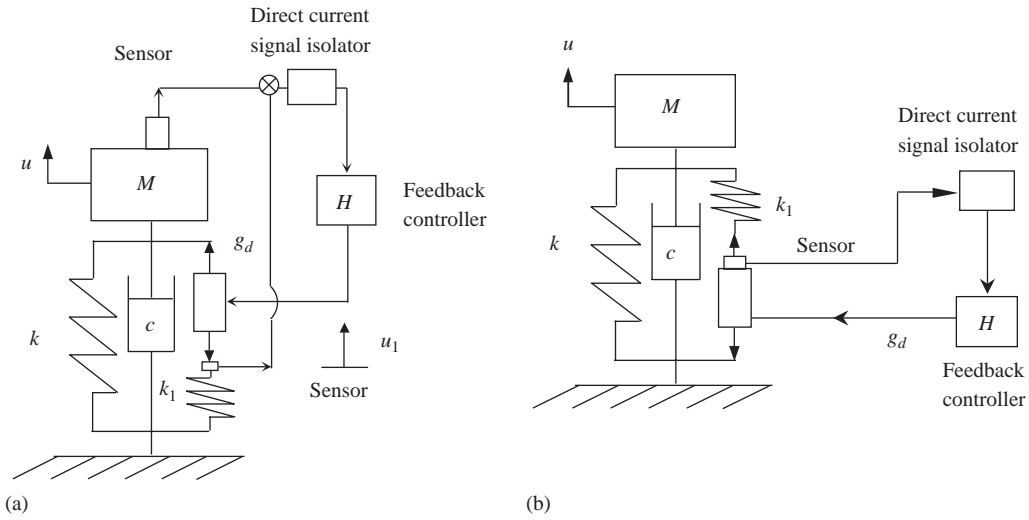 Direct current
signal isolator
Sensor
u
M
H
Feedback
controller
g_d
k
c
k_1
u_1
Sensor
(a)
u
M
Direct current
signal isolator
k
c
k_1
Sensor
g_d
H
Feedback
controller
(b)